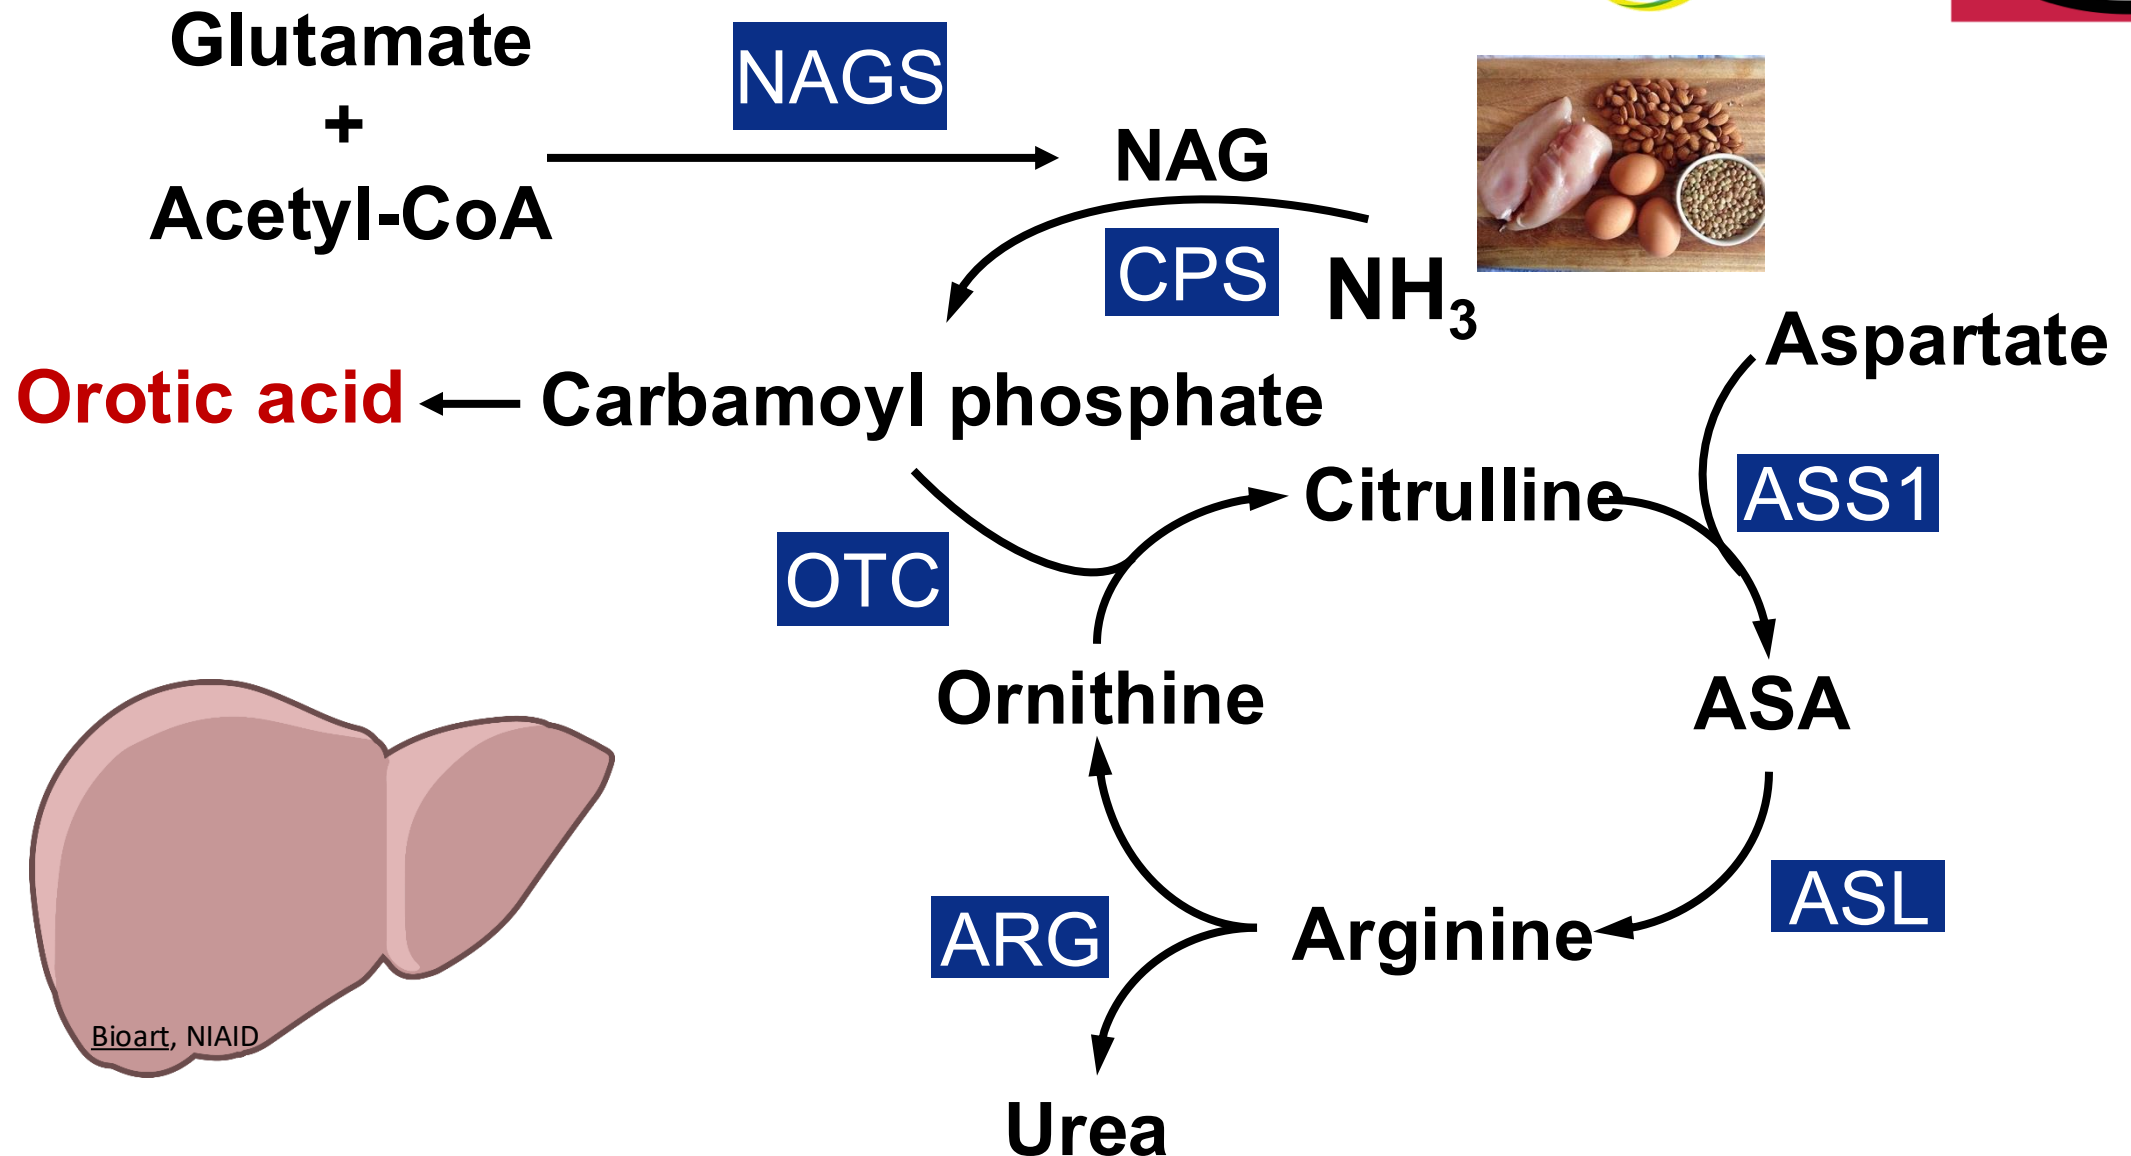 Glutamate
+
Acetyl-CoA
NAGS
NAG
CPS
NH₃
Aspartate
Orotic acid
Carbamoyl phosphate
Citrulline
ASS1
OTC
Ornithine
ASA
ARG
Arginine
ASL
Bioart, NIAID
Urea